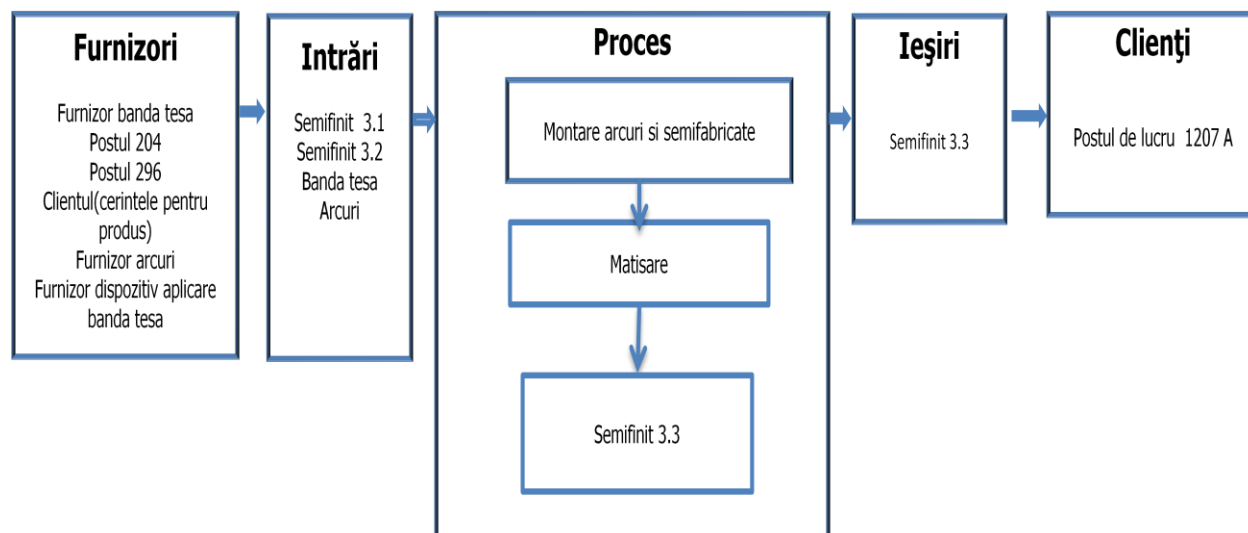 Furnizori
Furnizor banda tesa
Postul 204
Postul 296
Clientul(cerintele pentru
produs)
Furnizor arcuri
Furnizor dispozitiv aplicare
banda tesa
Intrări
Semifinit 3.1
Semifinit 3.2
Banda tesa
Arcuri
Proces
Montare arcuri si semifabricate
Matisare
Semifinit 3.3
Ieşiri
Semifinit 3.3
Clienţi
Postul de lucru 1207 A